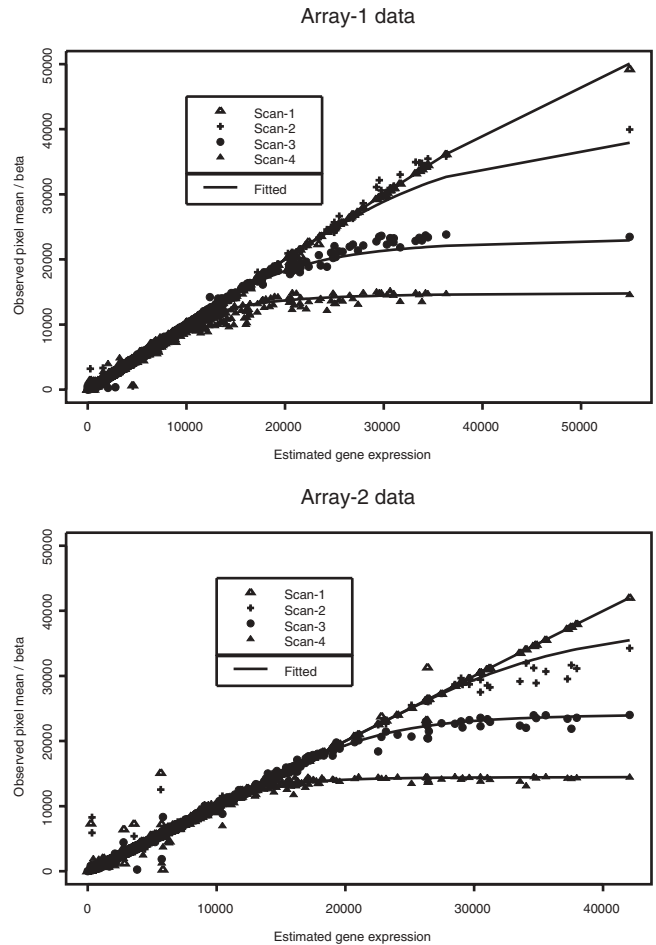 Array-1 data
50000
40000
30000
20000
10000
0
Observed pixel mean / beta
Scan-1
Scan-2
Scan-3
Scan-4
Fitted
0 10000 20000 30000 40000 50000
Estimated gene expression
Array-2 data
50000
40000
30000
20000
10000
0
Observed pixel mean / beta
Scan-1
Scan-2
Scan-3
Scan-4
Fitted
0 10000 20000 30000 40000
Estimated gene expression